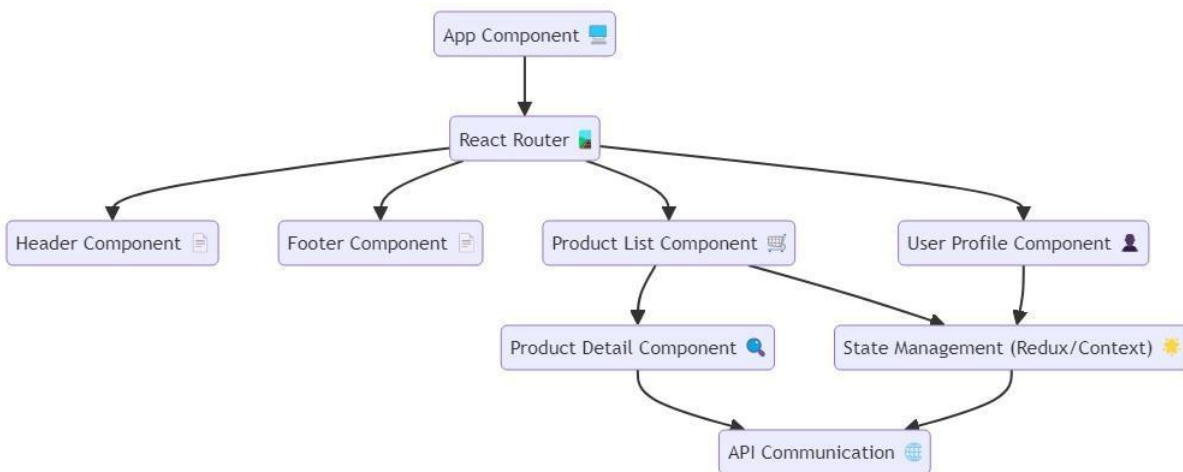 App Component
React Router
Header Component
Footer Component
Product List Component
User Profile Component
Product Detail Component
State Management (Redux/Context)
API Communication